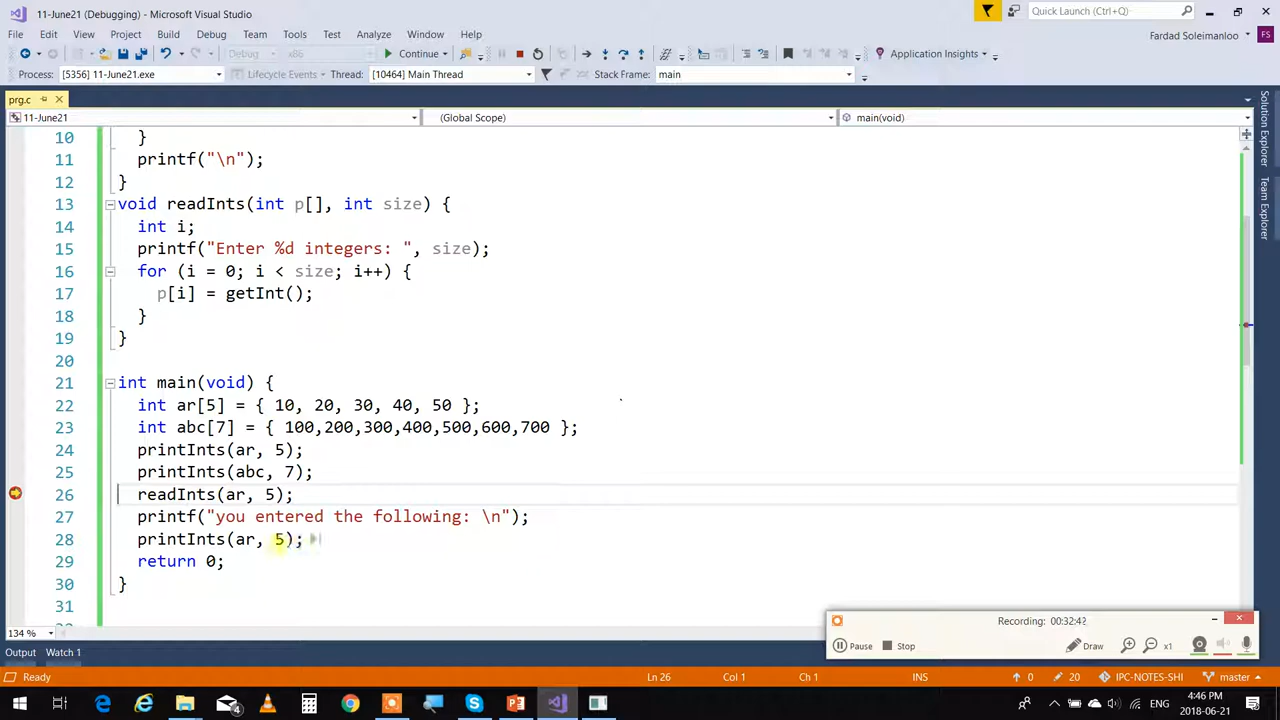 11-June21 (Debugging) - Microsoft Visual Studio
Quick Launch (Ctrl+Q)
File Edit View Project Build Debug Team Tools Test Analyze Window Help
Fardad Soleimanloo FS
Debug x86 Continue Application Insights
Process: [5356] 11-June21.exe Lifecycle Events Thread: [10464] Main Thread Stack Frame: main
prg.c
11-June21 (Global Scope) main(void)
Solution Explorer
Team Explorer
10 }
11 printf("\n");
12 }
13 void readInts(int p[], int size) {
14 int i;
15 printf("Enter %d integers: ", size);
16 for (i = 0; i < size; i++) {
17 p[i] = getInt();
18 }
19 }
20
21 int main(void) {
22 int ar[5] = { 10, 20, 30, 40, 50 };
23 int abc[7] = { 100,200,300,400,500,600,700 };
24 printInts(ar, 5);
25 printInts(abc, 7);
26 readInts(ar, 5);
27 printf("you entered the following: \n");
28 printInts(ar, 5);
29 return 0;
30 }
31
134 %
Recording: 00:32:42
Pause Stop Draw x1
Output Watch 1
Ready Ln 26 Col 1 Ch 1 INS 0 20 IPC-NOTES-SHI master
ENG 4:46 PM
2018-06-21